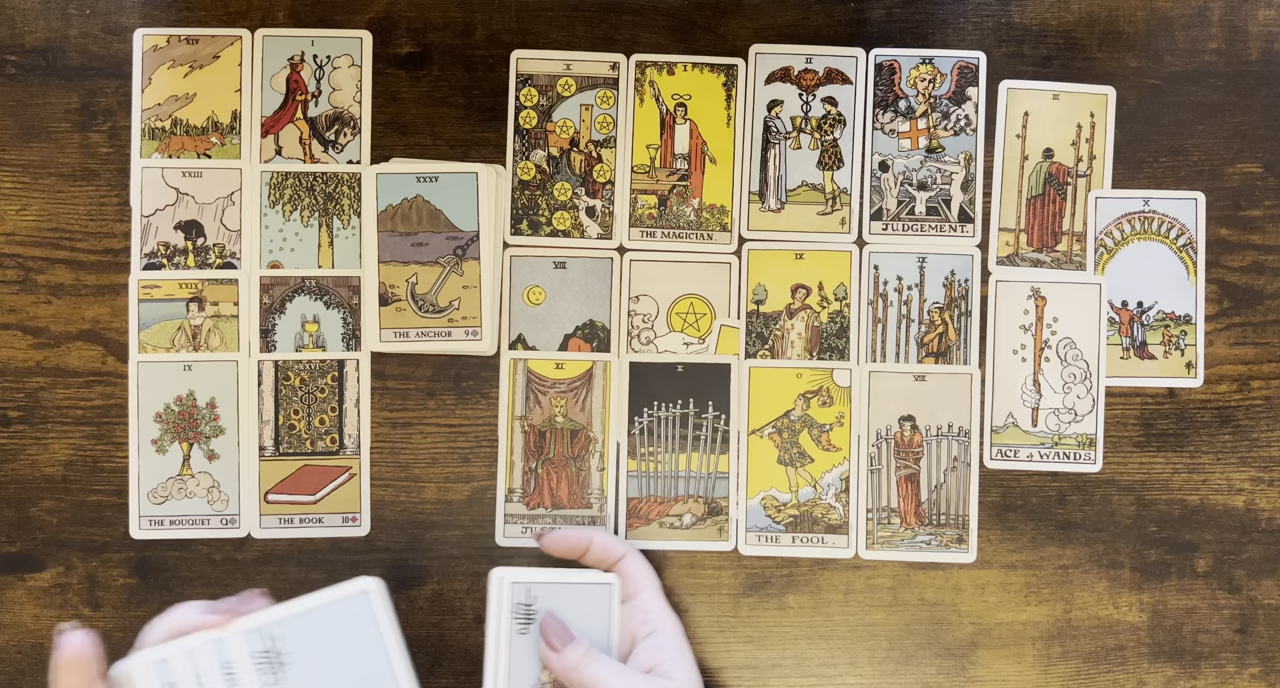 XIV
I
XXIII
XXIX
XX
IX
THE BOUQUET Q
XXVI
THE BOOK 10
XXXV
THE ANCHOR 9
X
I
THE MAGICIAN.
II
JUDGEMENT.
III
X
VIII
IX
IX
ACE of WANDS.
XI
X
0
THE FOOL.
VIII